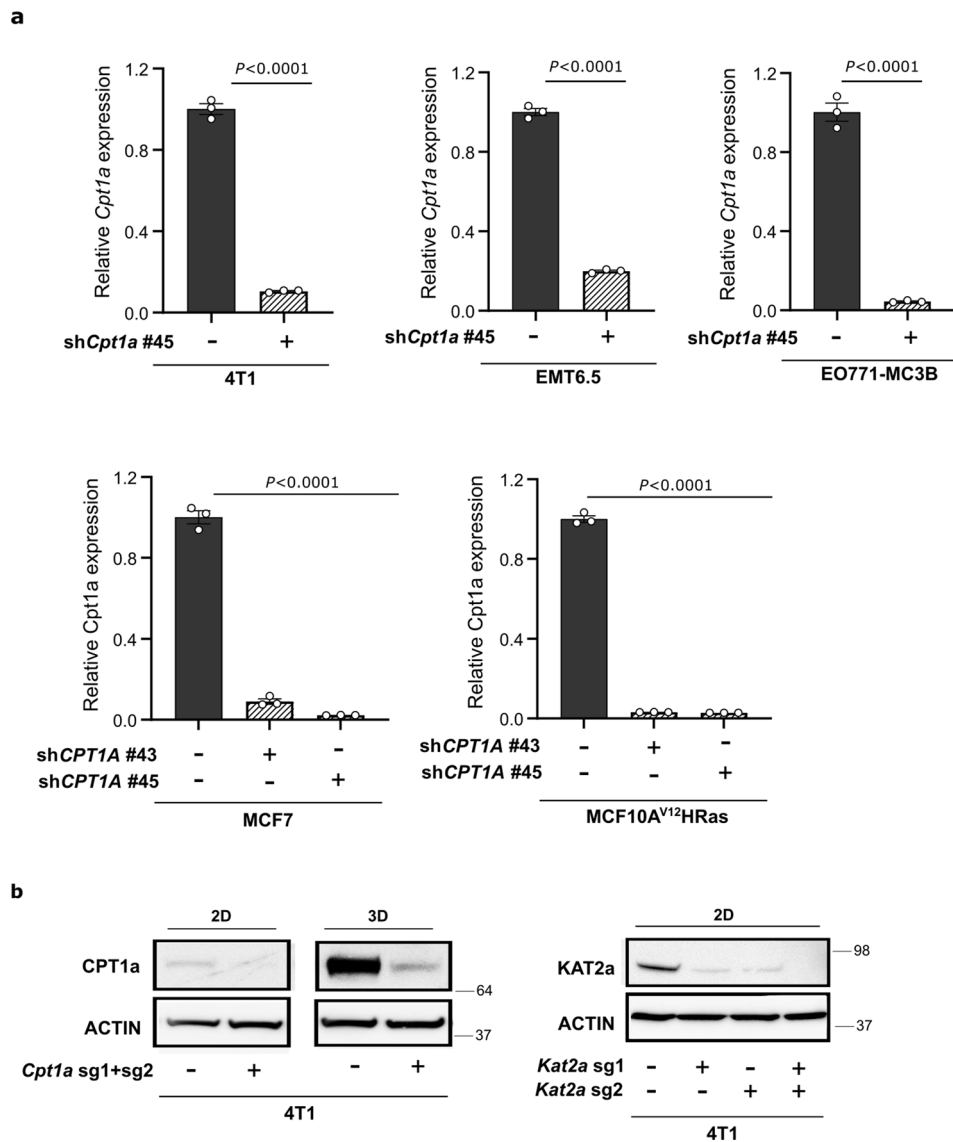 a
P<0.0001
Relative Cpt1a expression
1.2
0.8
0.4
0.0
shCpt1a #45
- +
4T1
P<0.0001
Relative Cpt1a expression
1.2
0.8
0.4
0.0
shCpt1a #45
- +
EMT6.5
P<0.0001
Relative Cpt1a expression
1.2
0.8
0.4
0.0
shCpt1a #45
- +
EO771-MC3B
P<0.0001
Relative Cpt1a expression
1.2
0.8
0.4
0.0
shCPT1A #43 - + -
shCPT1A #45 - - +
MCF7
P<0.0001
Relative Cpt1a expression
1.2
0.8
0.4
0.0
shCPT1A #43 - + -
shCPT1A #45 - - +
MCF10AV12HRas
b
2D 3D
CPT1a
64
ACTIN
37
Cpt1a sg1+sg2 - + - +
4T1
2D
KAT2a
98
ACTIN
37
Kat2a sg1 - + - +
Kat2a sg2 - - + +
4T1